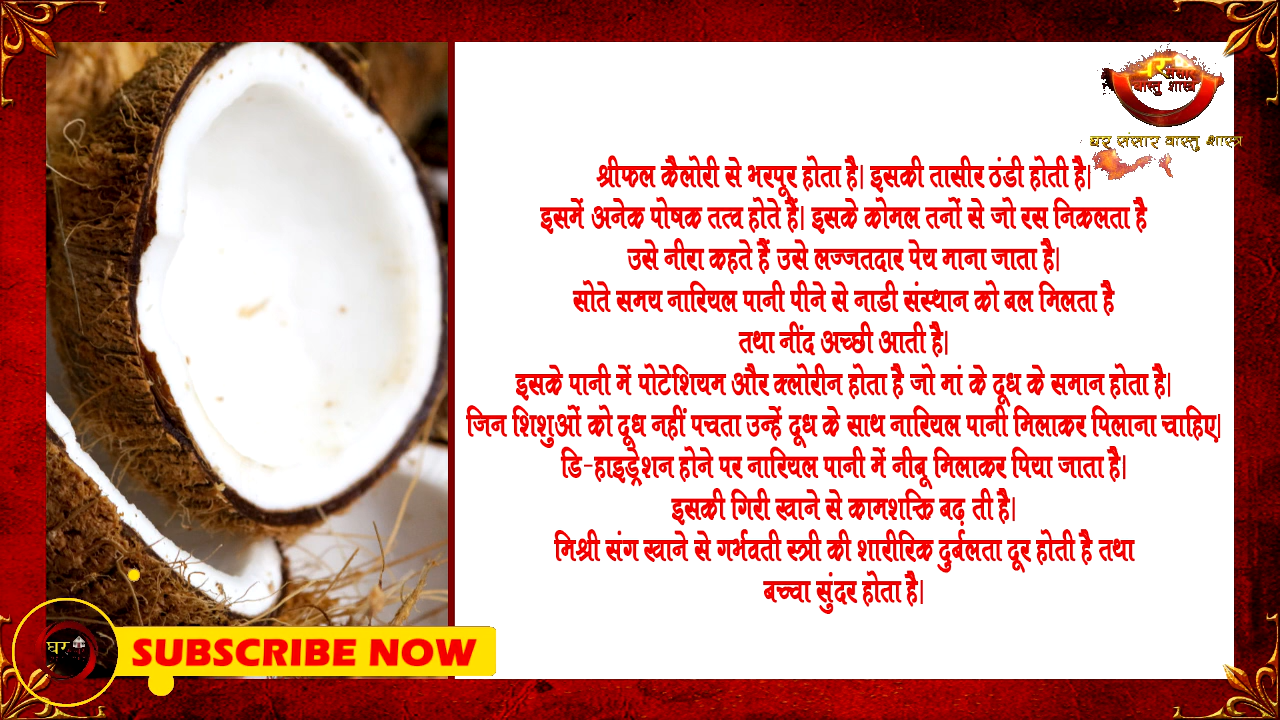 घर संसार
वास्तु शास्त्र
घर संसार वास्तु शास्त्र
श्रीफल कैलोरी से भरपूर होता है। इसकी तासीर ठंडी होती है।
इसमें अनेक पोषक तत्व होते हैं। इसके कोमल तनों से जो रस निकलता है
उसे नीरा कहते हैं उसे लज्जतदार पेय माना जाता है।
सोते समय नारियल पानी पीने से नाडी संस्थान को बल मिलता है
तथा नींद अच्छी आती है।
इसके पानी में पोटेशियम और क्लोरीन होता है जो मां के दूध के समान होता है।
जिन शिशुओं को दूध नहीं पचता उन्हें दूध के साथ नारियल पानी मिलाकर पिलाना चाहिए।
डि-हाइड्रेशन होने पर नारियल पानी में नीबू मिलाकर पिया जाता है।
इसकी गिरी खाने से कामशक्ति बढ़ ती है।
मिश्री संग खाने से गर्भवती स्त्री की शारीरिक दुर्बलता दूर होती है तथा
बच्चा सुंदर होता है।
घर
SUBSCRIBE NOW